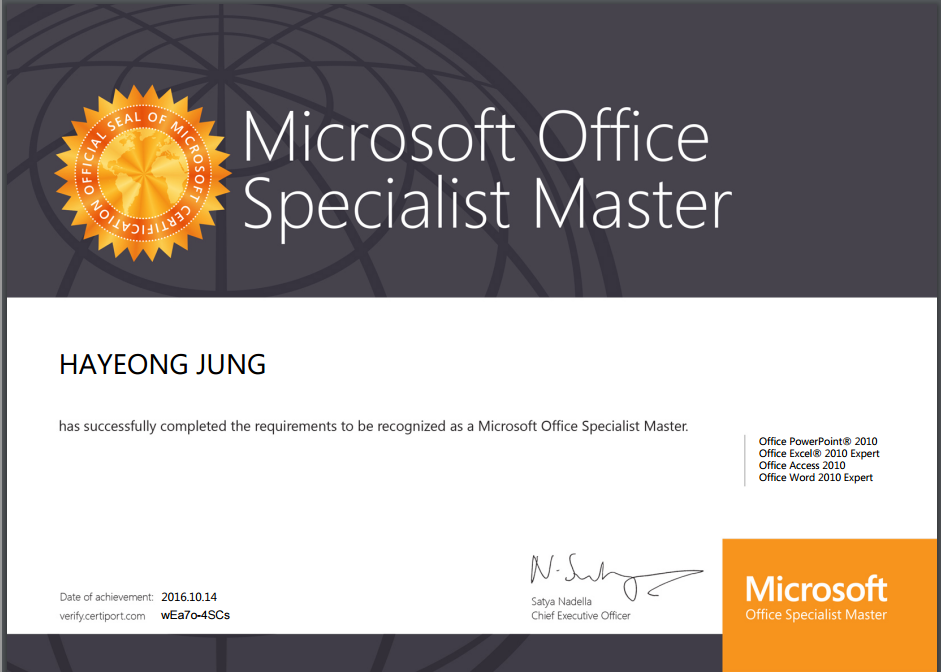 OFFICIAL SEAL OF MICROSOFT CERTIFICATION
Microsoft Office
Specialist Master
HAYEONG JUNG
has successfully completed the requirements to be recognized as a Microsoft Office Specialist Master.
Office PowerPoint® 2010
Office Excel® 2010 Expert
Office Access 2010
Office Word 2010 Expert
Satya Nadella
Chief Executive Officer
Date of achievement: 2016.10.14
verify.certiport.com wEa7o-4SCs
Microsoft
Office Specialist Master